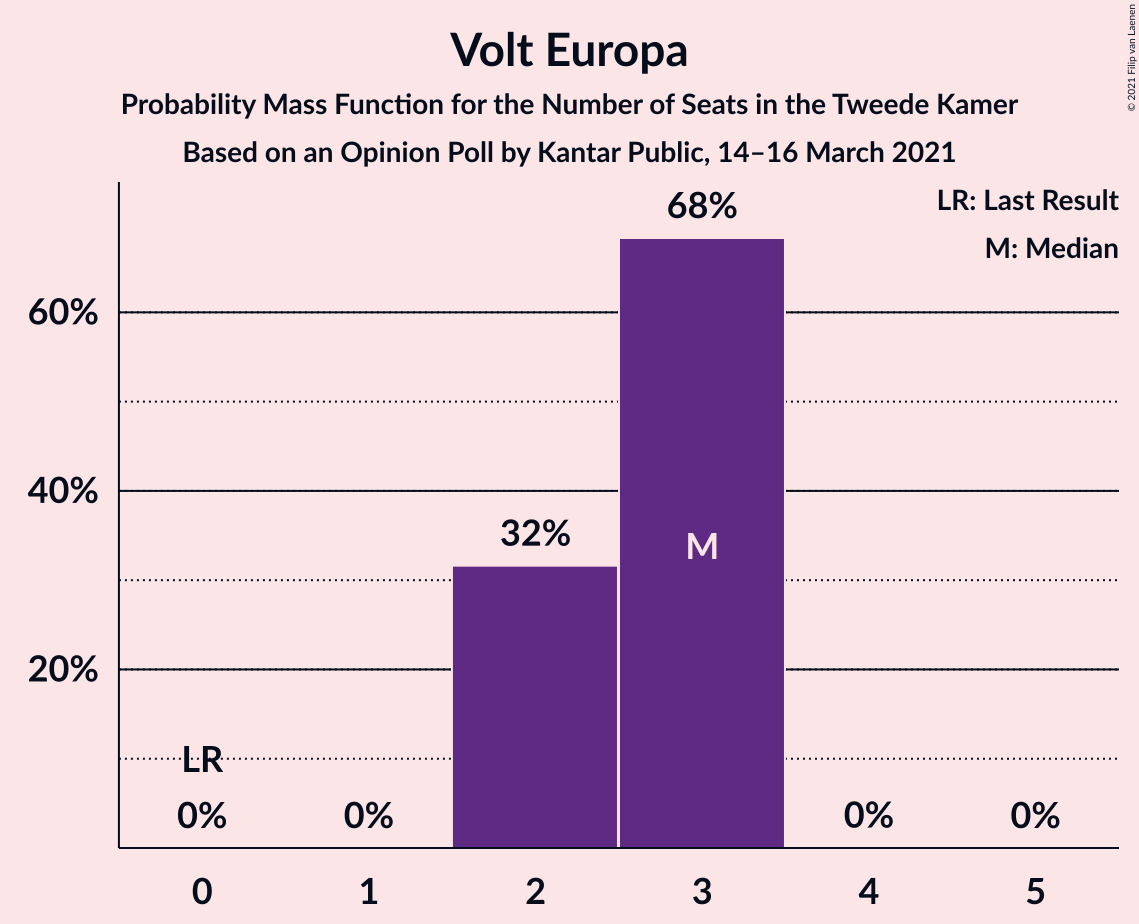 Volt Europa
Probability Mass Function for the Number of Seats in the Tweede Kamer
Based on an Opinion Poll by Kantar Public, 14–16 March 2021
© 2021 Filip van Laenen
LR: Last Result
M: Median
68%
60%
40%
32%
M
20%
LR
0%
0%
0%
0%
0
1
2
3
4
5